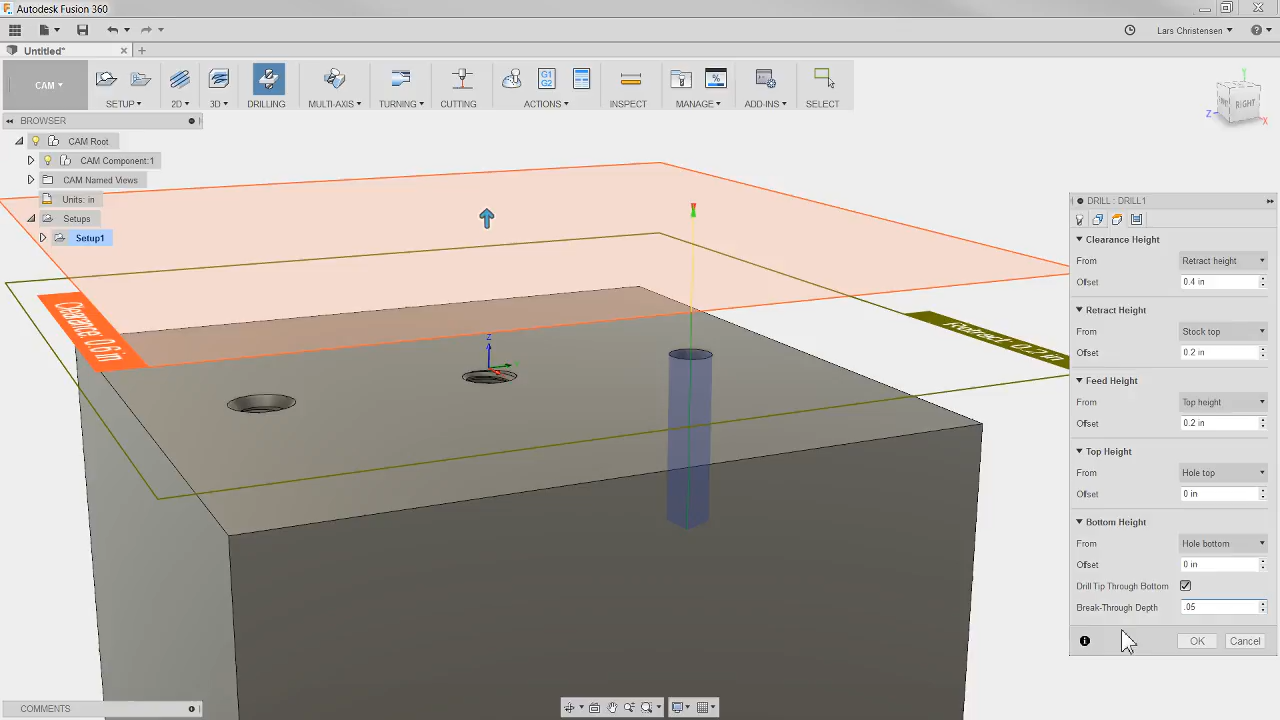 Autodesk Fusion 360
Lars Christensen
Untitled*
CAM
SETUP
2D
3D
DRILLING
MULTI-AXIS
TURNING
CUTTING
G1
G2
ACTIONS
INSPECT
MANAGE
ADD-INS
SELECT
BROWSER
CAM Root
CAM Component:1
CAM Named Views
Units: in
Setups
Setup1
Y
RIGHT
Z
X
Clearance: 0.6 in
Retract: 0.2 in
Z
DRILL : DRILL1
Clearance Height
From Retract height
Offset 0.4 in
Retract Height
From Stock top
Offset 0.2 in
Feed Height
From Top height
Offset 0.2 in
Top Height
From Hole top
Offset 0 in
Bottom Height
From Hole bottom
Offset 0 in
Drill Tip Through Bottom
Break-Through Depth .05
OK Cancel
COMMENTS